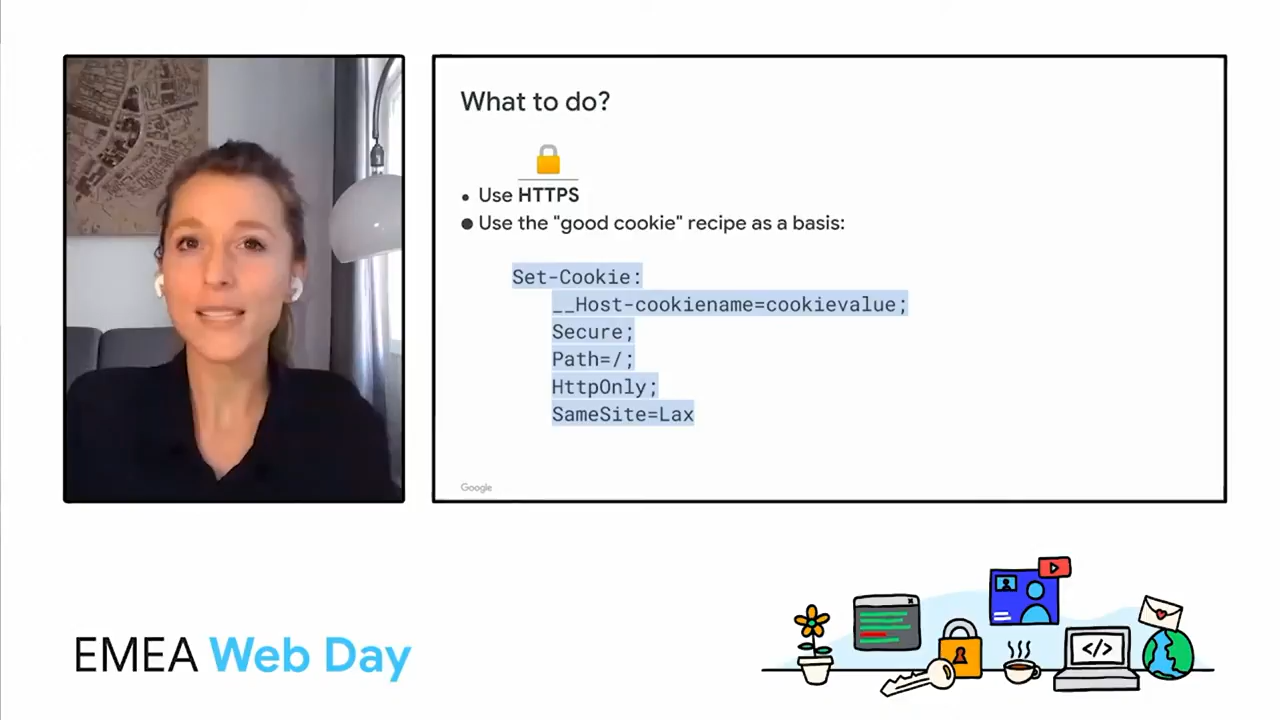 What to do?
• Use HTTPS
● Use the "good cookie" recipe as a basis:
Set-Cookie:
__Host-cookiename=cookievalue;
Secure;
Path=/;
HttpOnly;
SameSite=Lax
Google
EMEA Web Day
</>